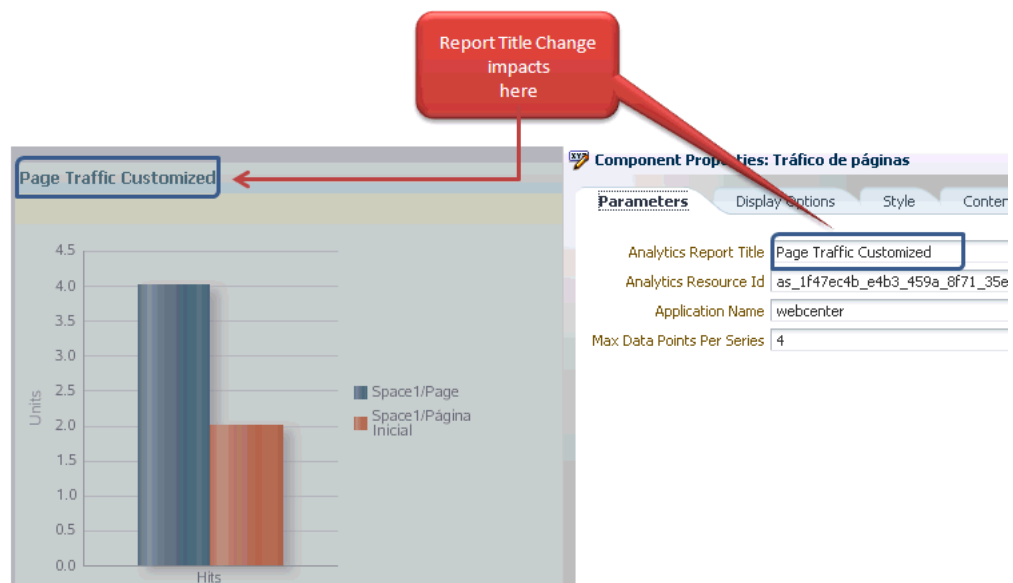 Report Title Change
impacts
here
Page Traffic Customized
4.5
4.0
3.5
3.0
2.5
2.0
1.5
1.0
0.5
0.0
Units
Hits
Space1/Page
Space1/Página
Inicial
Component Properties: Tráfico de páginas
Parameters
Display Options
Style
Conten
Analytics Report Title Page Traffic Customized
Analytics Resource Id as_1f47ec4b_e4b3_459a_8f71_35e
Application Name webcenter
Max Data Points Per Series 4